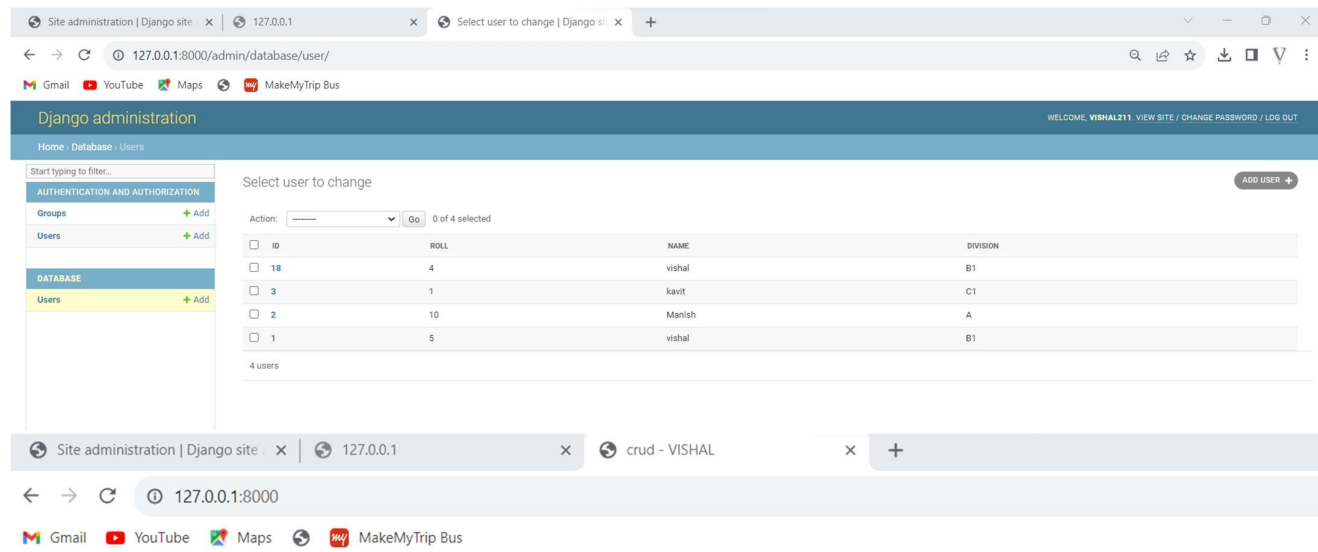 Site administration | Django site a 127.0.0.1 Select user to change | Django sit
127.0.0.1:8000/admin/database/user/
Gmail YouTube Maps my MakeMyTrip Bus
Django administration WELCOME, VISHAL211. VIEW SITE / CHANGE PASSWORD / LOG OUT
Home › Database › Users
Start typing to filter...
AUTHENTICATION AND AUTHORIZATION
Groups + Add
Users + Add
DATABASE
Users + Add
Select user to change ADD USER +
Action: --------- Go 0 of 4 selected
ID ROLL NAME DIVISION
18 4 vishal B1
3 1 kavit C1
2 10 Manish A
1 5 vishal B1
4 users
Site administration | Django site a 127.0.0.1 crud - VISHAL
127.0.0.1:8000
Gmail YouTube Maps my MakeMyTrip Bus